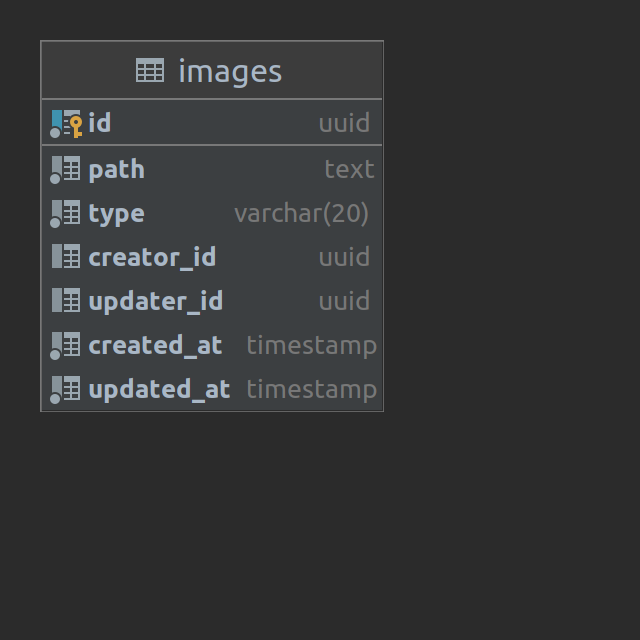 images
id uuid
path text
type varchar(20)
creator_id uuid
updater_id uuid
created_at timestamp
updated_at timestamp